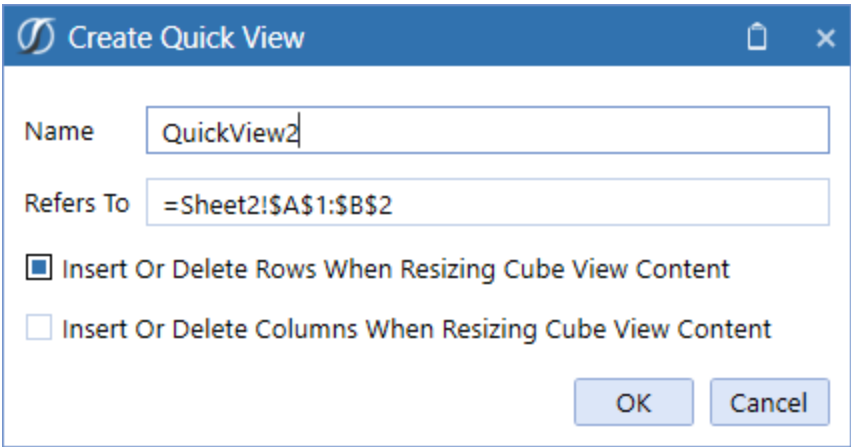 Create Quick View
Name QuickView2
Refers To =Sheet2!$A$1:$B$2
Insert Or Delete Rows When Resizing Cube View Content
Insert Or Delete Columns When Resizing Cube View Content
OK Cancel